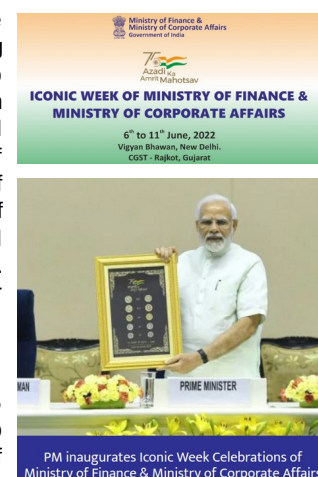 Ministry of Finance &
Ministry of Corporate Affairs
Government of India
75
Azadi Ka
Amrit Mahotsav
ICONIC WEEK OF MINISTRY OF FINANCE &
MINISTRY OF CORPORATE AFFAIRS
6th to 11th June, 2022
Vigyan Bhawan, New Delhi.
CGST - Rajkot, Gujarat
MAN
PRIME MINISTER
PM inaugurates Iconic Week Celebrations of
Ministry of Finance & Ministry of Corporate Affairs